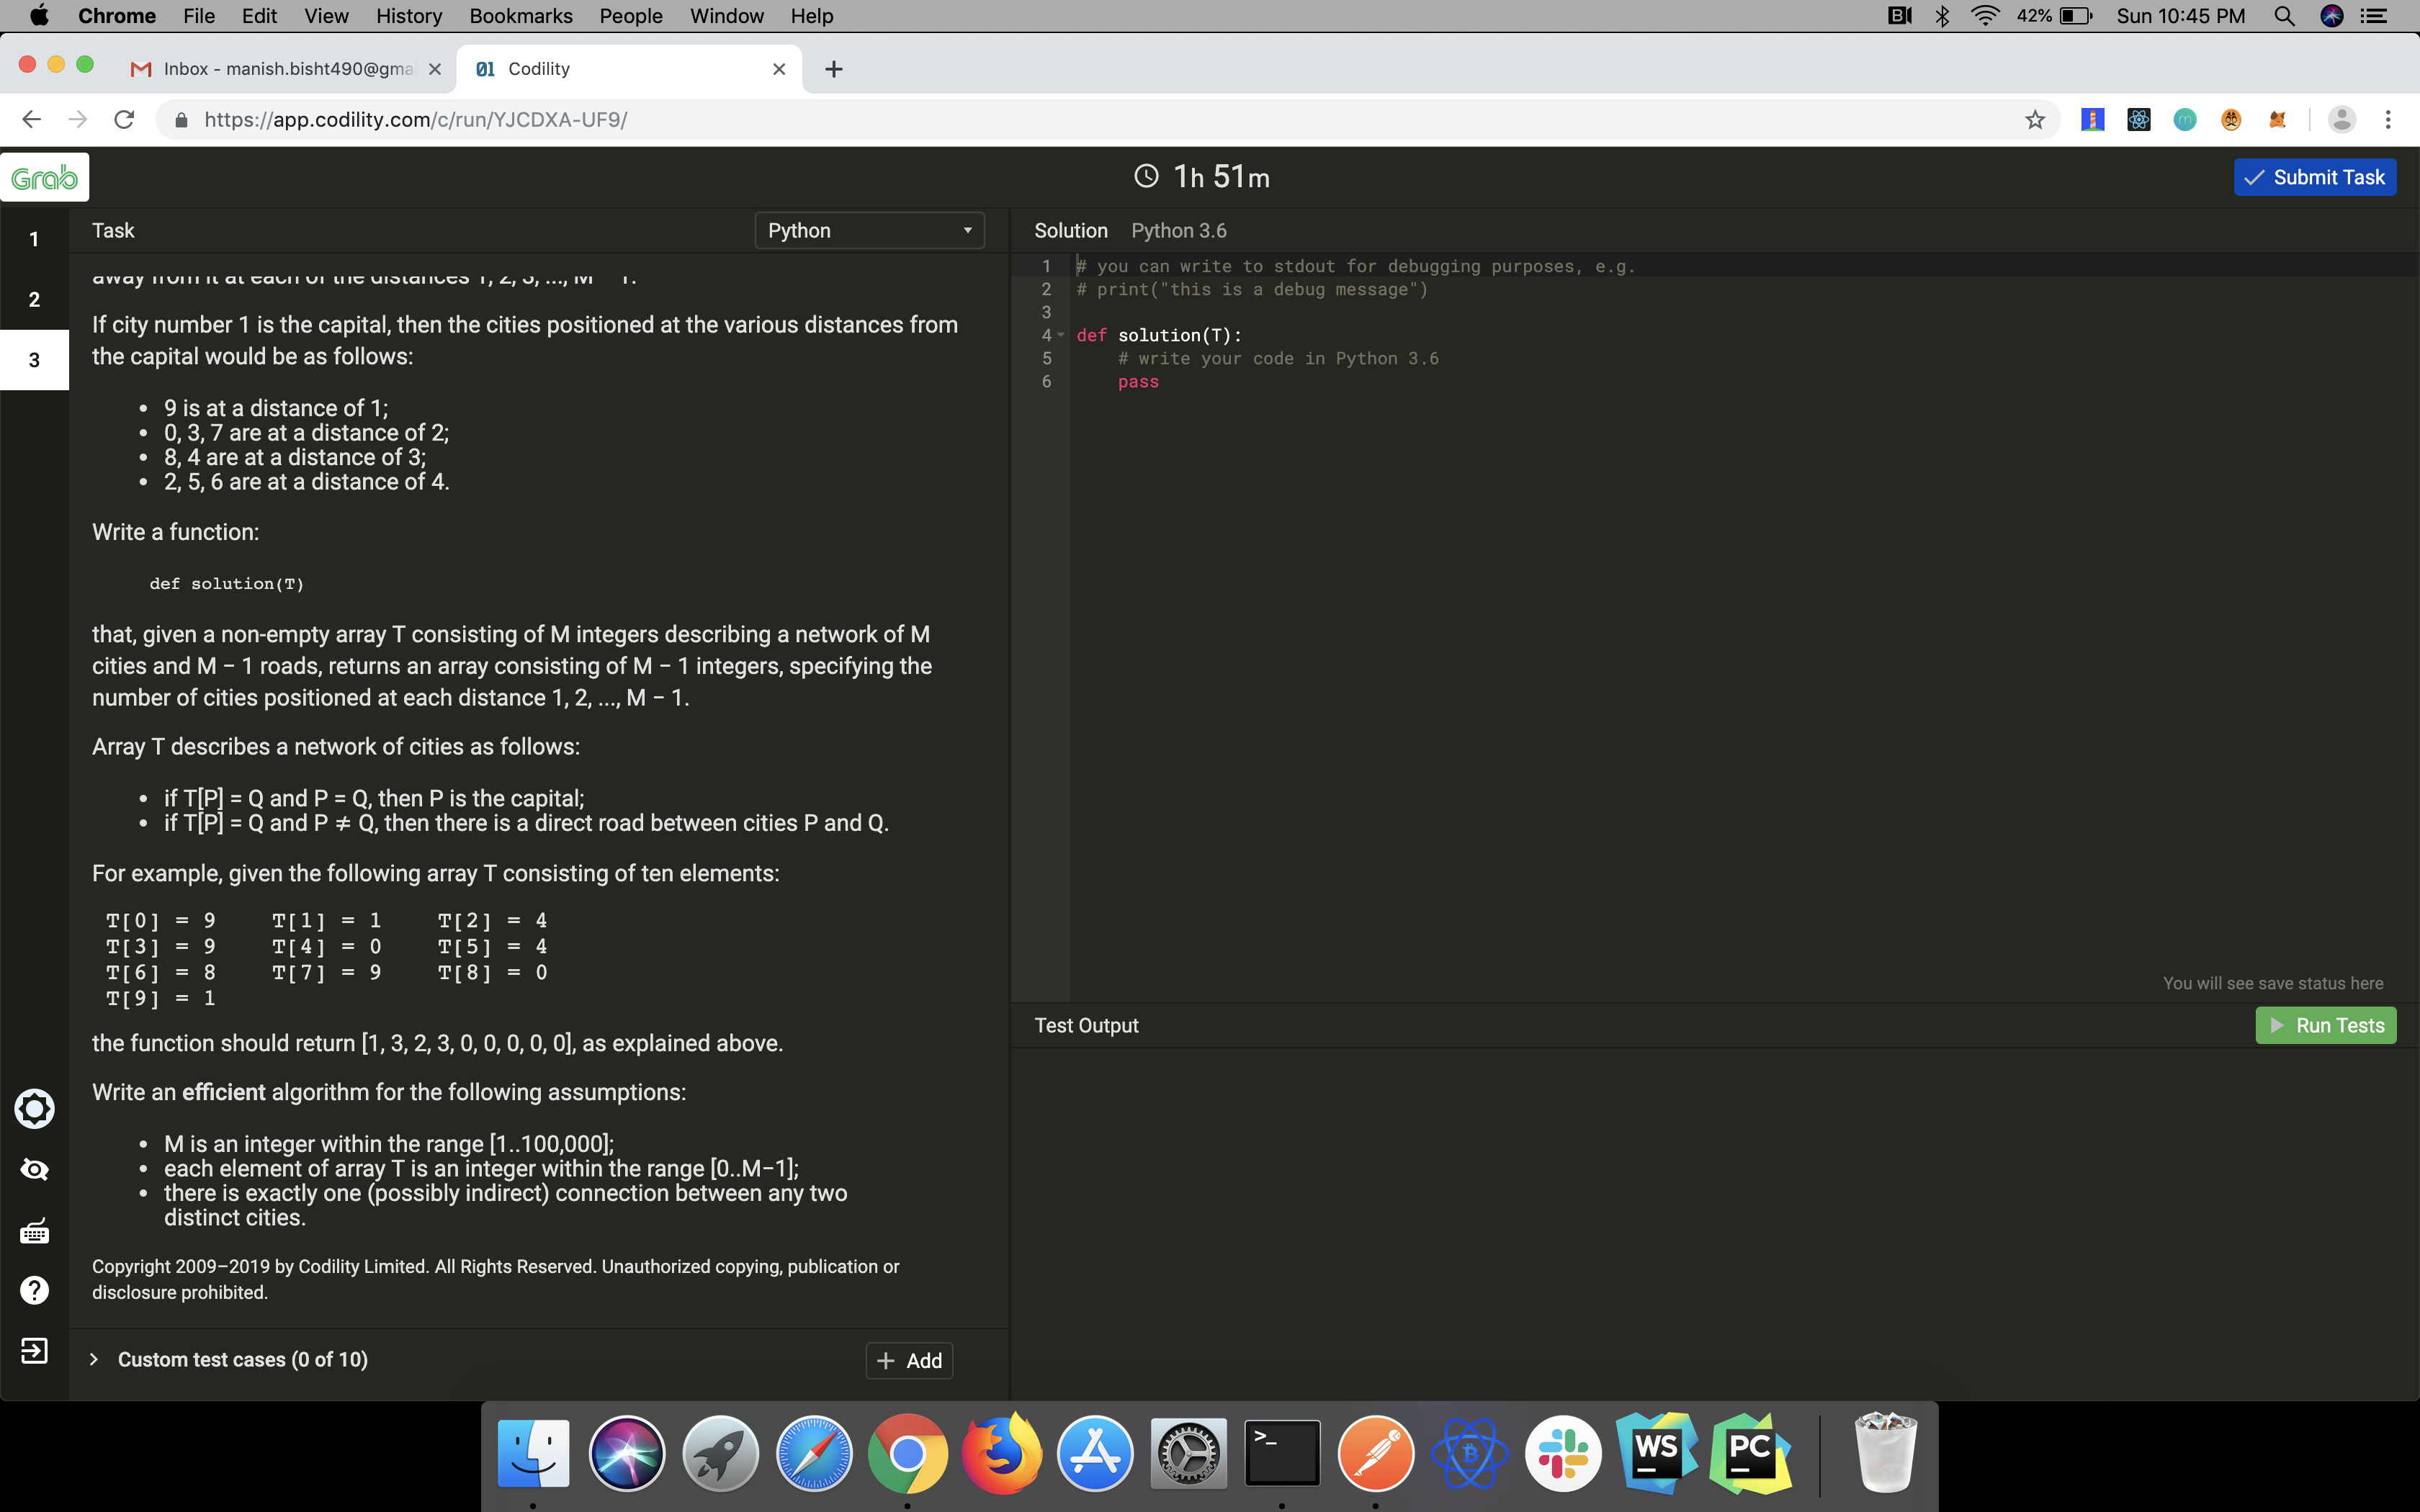 Chrome File Edit View History Bookmarks People Window Help 42% Sun 10:45 PM
Inbox - manish.bisht490@gma
01 Codility
https://app.codility.com/c/run/YJCDXA-UF9/
m
Grab
1h 51m
Submit Task
1
2
3
Task
Python
away from it at each of the distances 1, 2, 3, ..., M − 1.
If city number 1 is the capital, then the cities positioned at the various distances from
the capital would be as follows:
• 9 is at a distance of 1;
• 0, 3, 7 are at a distance of 2;
• 8, 4 are at a distance of 3;
• 2, 5, 6 are at a distance of 4.
Write a function:
def solution(T)
that, given a non-empty array T consisting of M integers describing a network of M
cities and M − 1 roads, returns an array consisting of M − 1 integers, specifying the
number of cities positioned at each distance 1, 2, ..., M − 1.
Array T describes a network of cities as follows:
• if T[P] = Q and P = Q, then P is the capital;
• if T[P] = Q and P ≠ Q, then there is a direct road between cities P and Q.
For example, given the following array T consisting of ten elements:
T[0] = 9 T[1] = 1 T[2] = 4
T[3] = 9 T[4] = 0 T[5] = 4
T[6] = 8 T[7] = 9 T[8] = 0
T[9] = 1
the function should return [1, 3, 2, 3, 0, 0, 0, 0, 0], as explained above.
Write an efficient algorithm for the following assumptions:
• M is an integer within the range [1..100,000];
• each element of array T is an integer within the range [0..M−1];
• there is exactly one (possibly indirect) connection between any two
distinct cities.
Copyright 2009–2019 by Codility Limited. All Rights Reserved. Unauthorized copying, publication or
disclosure prohibited.
Custom test cases (0 of 10)
+ Add
Solution Python 3.6
1 # you can write to stdout for debugging purposes, e.g.
2 # print("this is a debug message")
3
4 def solution(T):
5 # write your code in Python 3.6
6 pass
You will see save status here
Test Output
Run Tests
>_
WS
PC